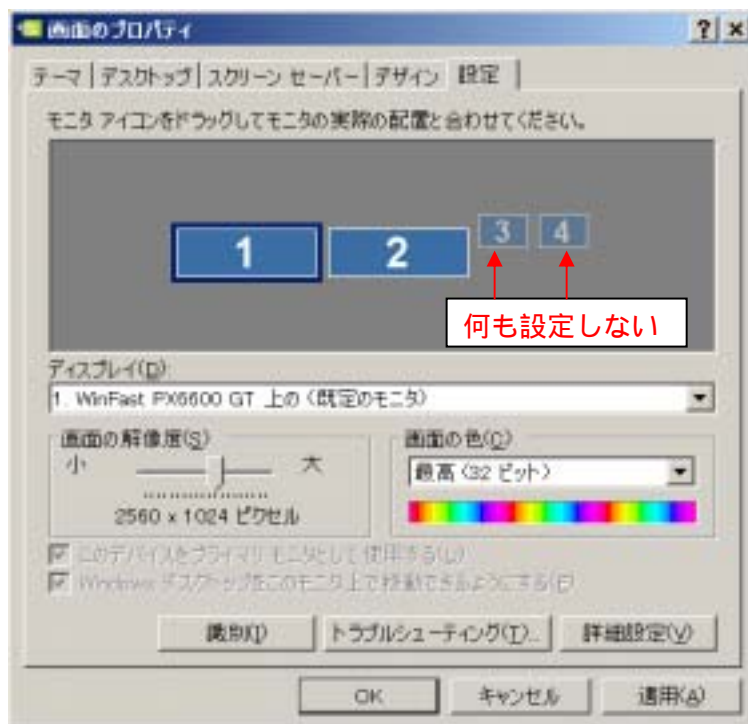 画面のプロパティ
テーマ デスクトップ スクリーン セーバー デザイン 設定
モニタ アイコンをドラッグしてモニタの実際の配置と合わせてください。
1 2 3 4
何も設定しない
ディスプレイ(D):
1. WinFast PX6600 GT 上の (既定のモニタ)
画面の解像度(S) 画面の色(C)
小 大 最高 (32 ビット)
2560 x 1024 ピクセル
このデバイスをプライマリ モニタとして使用する(U)
Windows デスクトップをこのモニタ上で移動できるようにする(E)
識別(I) トラブルシューティング(T)... 詳細設定(V)
OK キャンセル 適用(A)